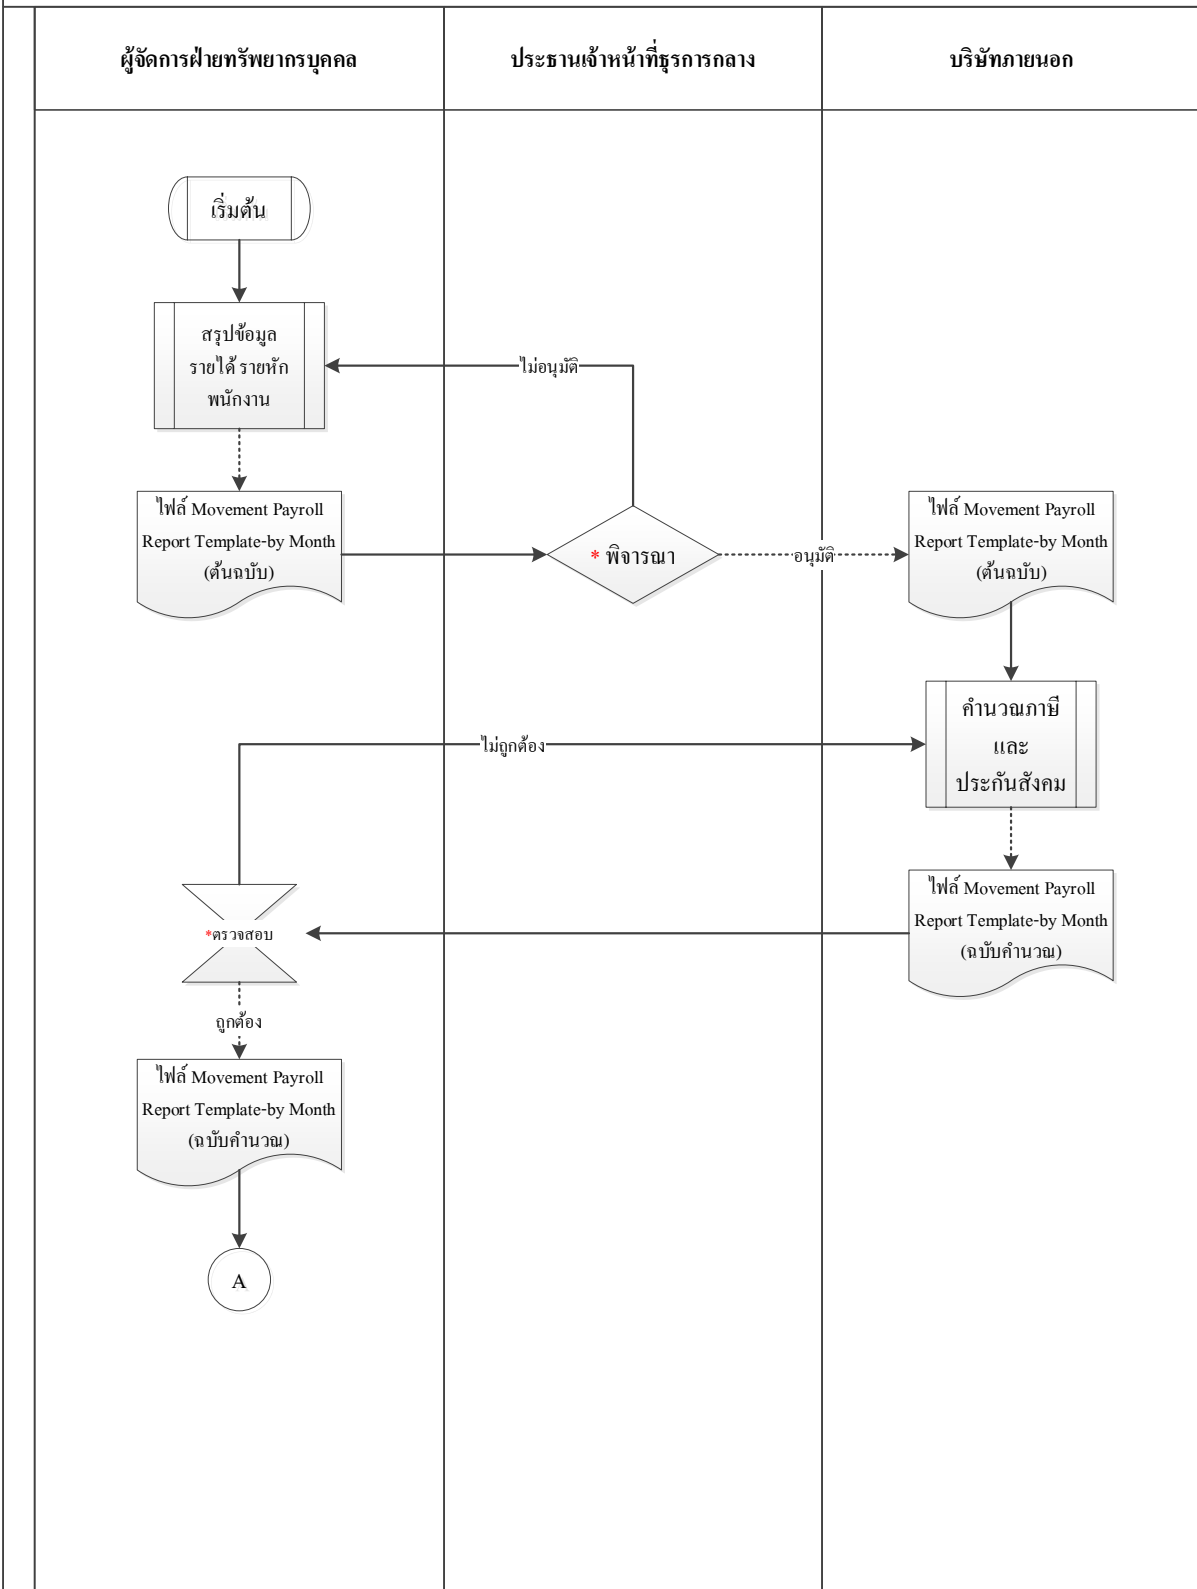 ผู้จัดการฝ่ายทรัพยากรบุคคล
ประธานเจ้าหน้าที่ธุรการกลาง
บริษัทภายนอก
เริ่มต้น
สรุปข้อมูล
รายได้ รายหัก
พนักงาน
ไม่อนุมัติ
ไฟล์ Movement Payroll
Report Template-by Month
(ต้นฉบับ)
* พิจารณา
อนุมัติ
ไฟล์ Movement Payroll
Report Template-by Month
(ต้นฉบับ)
คำนวณภาษี
และ
ประกันสังคม
ไม่ถูกต้อง
ไฟล์ Movement Payroll
Report Template-by Month
(ฉบับคำนวณ)
*ตรวจสอบ
ถูกต้อง
ไฟล์ Movement Payroll
Report Template-by Month
(ฉบับคำนวณ)
A